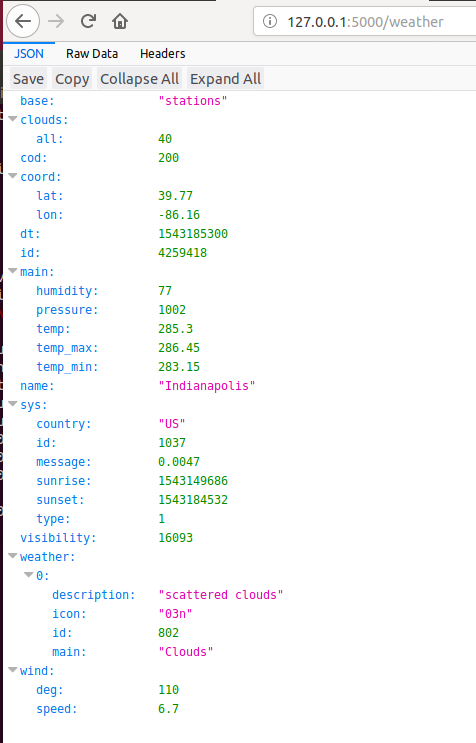 127.0.0.1:5000/weather
JSON Raw Data Headers
Save Copy Collapse All Expand All
base: "stations"
clouds:
all: 40
cod: 200
coord:
lat: 39.77
lon: -86.16
dt: 1543185300
id: 4259418
main:
humidity: 77
pressure: 1002
temp: 285.3
temp_max: 286.45
temp_min: 283.15
name: "Indianapolis"
sys:
country: "US"
id: 1037
message: 0.0047
sunrise: 1543149686
sunset: 1543184532
type: 1
visibility: 16093
weather:
0:
description: "scattered clouds"
icon: "03n"
id: 802
main: "Clouds"
wind:
deg: 110
speed: 6.7